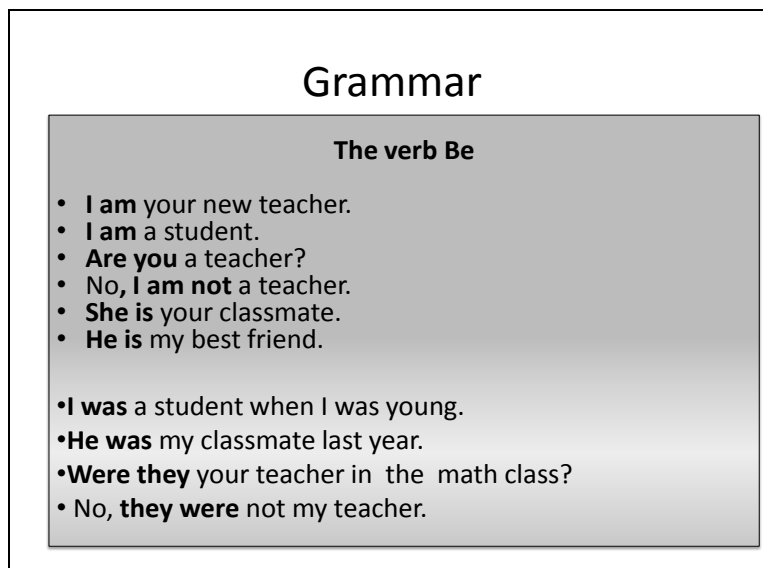 Grammar
The verb Be
• I am your new teacher.
• I am a student.
• Are you a teacher?
• No, I am not a teacher.
• She is your classmate.
• He is my best friend.
•I was a student when I was young.
•He was my classmate last year.
•Were they your teacher in the math class?
• No, they were not my teacher.